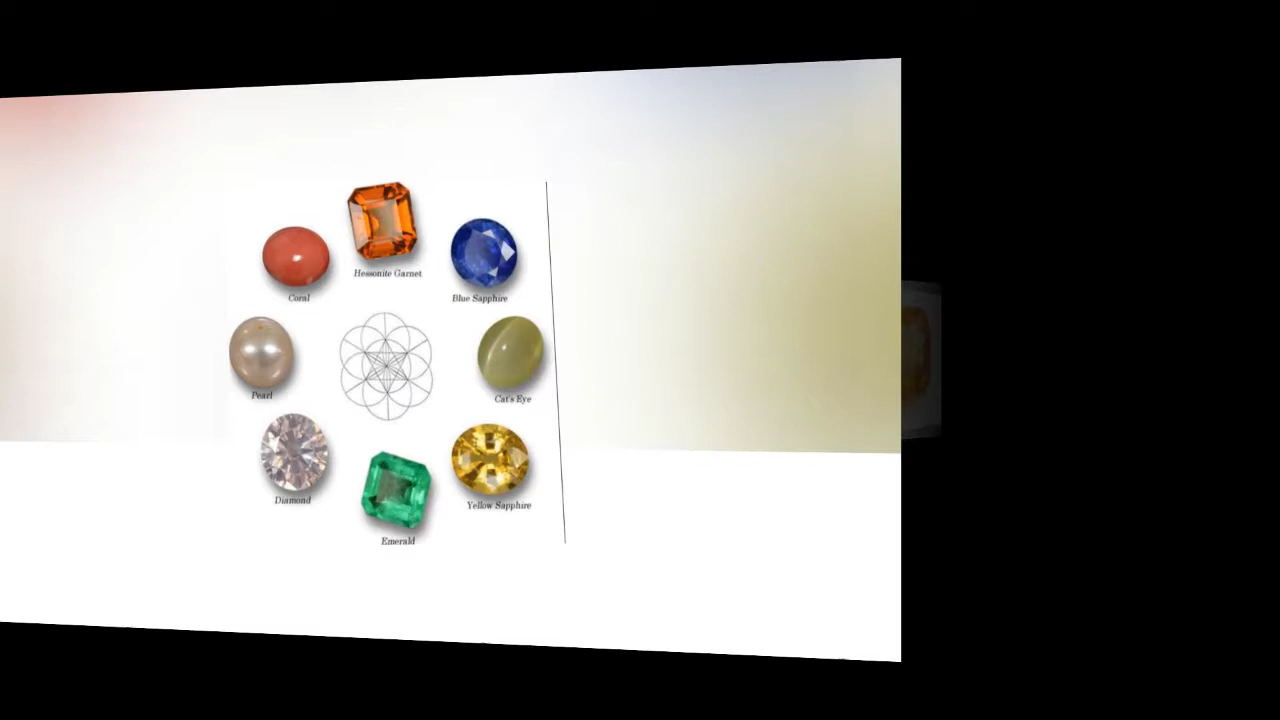 Hessonite Garnet
Coral
Blue Sapphire
Pearl
Cat's Eye
Diamond
Yellow Sapphire
Emerald